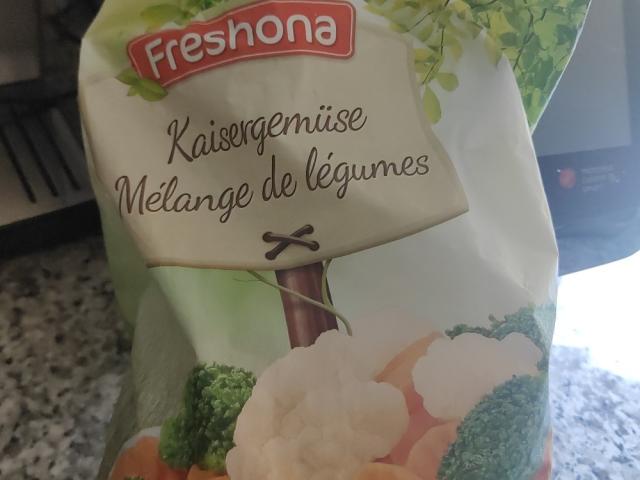 Freshona
Kaisergemüse
Mélange de légumes